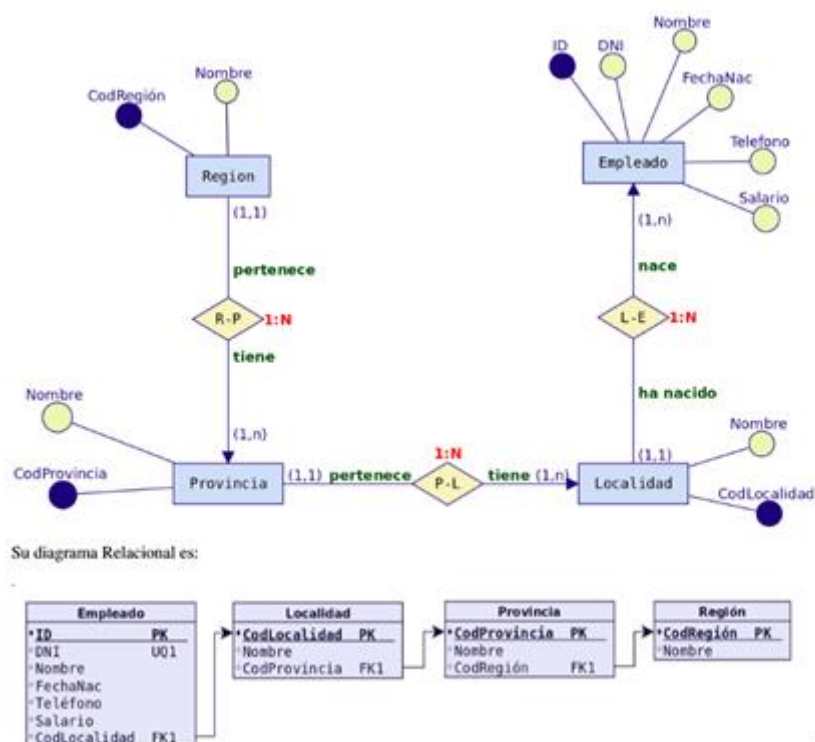 Nombre
ID
DNI
FechaNac
Nombre
CodRegión
Telefono
Empleado
Region
Salario
(1,1)
(1,n)
pertenece
nace
R-P
1:N
L-E
1:N
tiene
ha nacido
Nombre
Nombre
(1,n)
1:N
(1,1)
CodProvincia
Provincia
(1,1)
pertenece
P-L
tiene
(1,n)
Localidad
CodLocalidad
Su diagrama Relacional es:
Empleado
*ID PK
DNI UQ1
Nombre
FechaNac
Teléfono
Salario
CodLocalidad FK1
Localidad
*CodLocalidad PK
Nombre
CodProvincia FK1
Provincia
*CodProvincia PK
Nombre
CodRegión FK1
Región
*CodRegión PK
Nombre